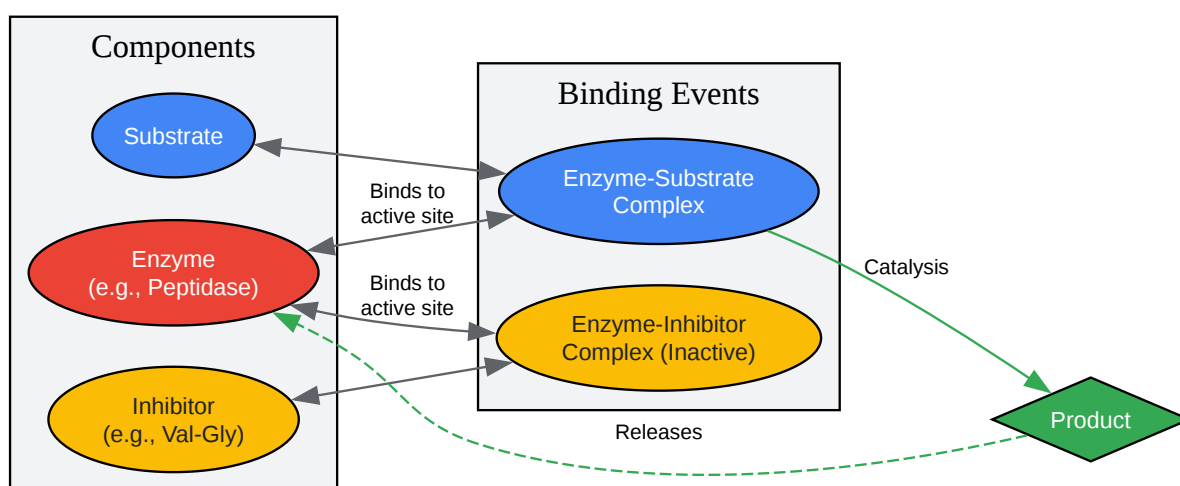 Components
Substrate
Enzyme
(e.g., Peptidase)
Inhibitor
(e.g., Val-Gly)
Binds to
active site
Binds to
active site
Binding Events
Enzyme-Substrate
Complex
Enzyme-Inhibitor
Complex (Inactive)
Catalysis
Releases
Product